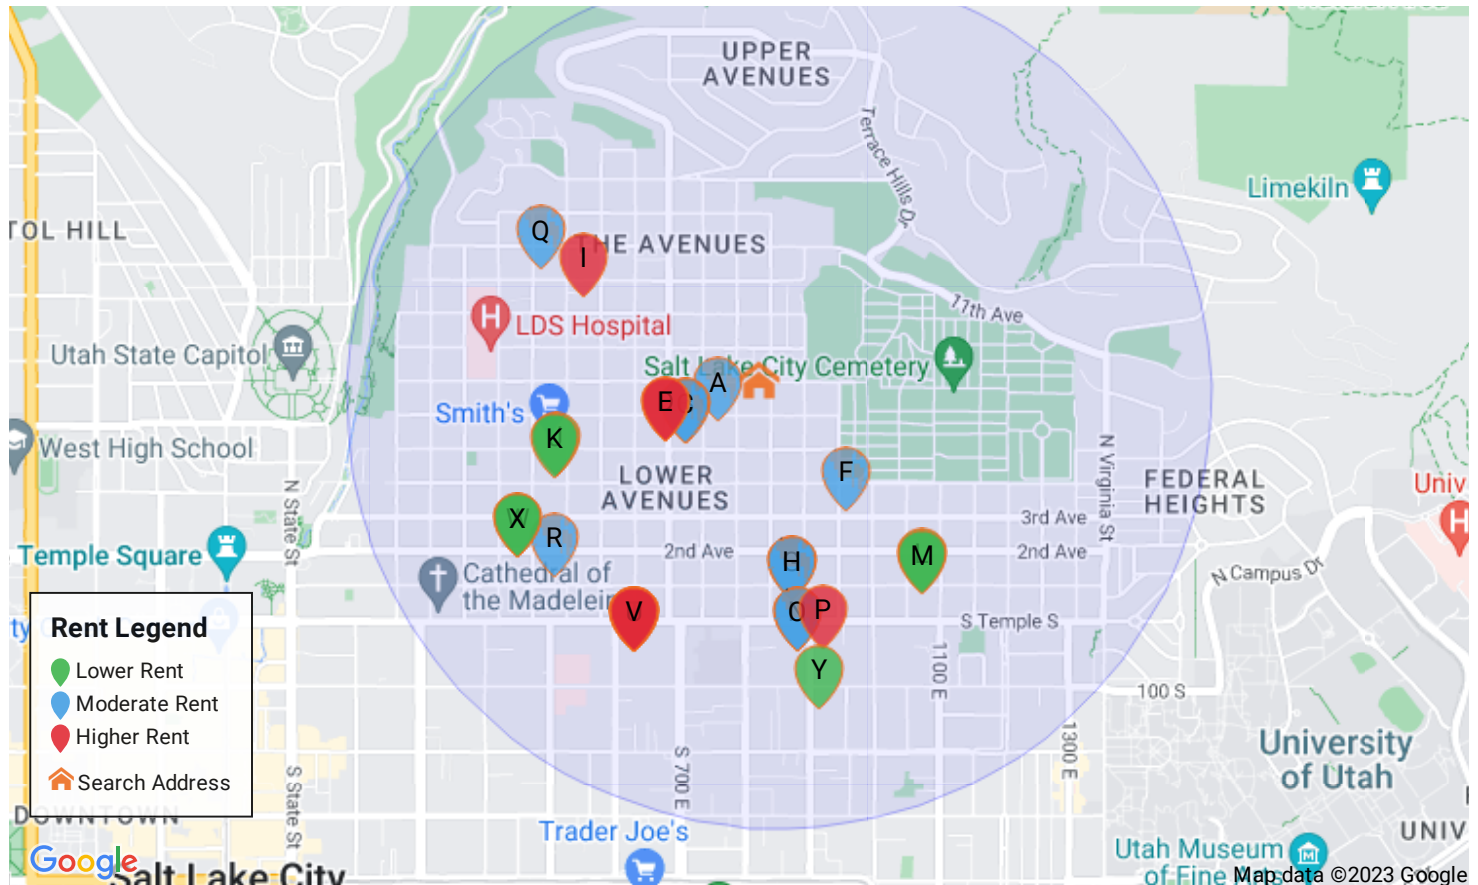 UPPER
AVENUES
Terrace Hills Dr
Limekiln
TOL HILL
Q
THE AVENUES
I
H
LDS Hospital
11th Ave
Utah State Capitol
Salt Lake City Cemetery
A
E
C
Smith's
K
West High School
LOWER
AVENUES
F
N Virginia St
FEDERAL
HEIGHTS
Univ
H
N State St
X
R
3rd Ave
2nd Ave
2nd Ave
H
M
Temple Square
Cathedral of
the Madelei
N Campus Dr
V
P
S Temple S
Y
1100 E
100 S
Rent Legend
Lower Rent
Moderate Rent
Higher Rent
Search Address
S 700 E
1300 E
University
of Utah
S State St
DOWNTOWN
Trader Joe's
UNIV
Utah Museum
of Fine Arts
Google
Salt Lake City
Map data ©2023 Google